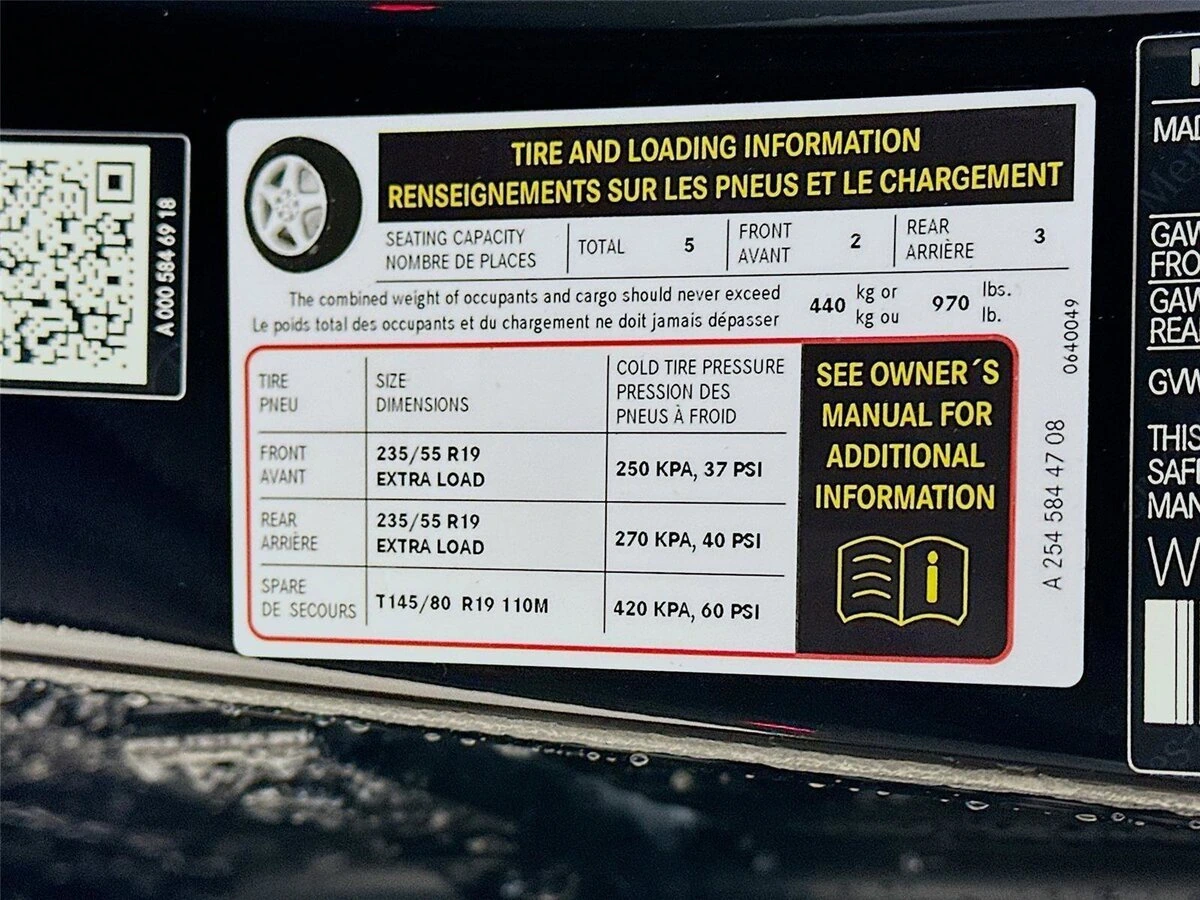 A 000 584 69 18
TIRE AND LOADING INFORMATION
RENSEIGNEMENTS SUR LES PNEUS ET LE CHARGEMENT
SEATING CAPACITY
NOMBRE DE PLACES
TOTAL 5
FRONT
AVANT
2
REAR
ARRIÈRE
3
The combined weight of occupants and cargo should never exceed
Le poids total des occupants et du chargement ne doit jamais dépasser
440 kg or 970 lbs.
kg ou lb.
TIRE
PNEU
SIZE
DIMENSIONS
COLD TIRE PRESSURE
PRESSION DES
PNEUS À FROID
FRONT
AVANT
235/55 R19
EXTRA LOAD
250 KPA, 37 PSI
REAR
ARRIÈRE
235/55 R19
EXTRA LOAD
270 KPA, 40 PSI
SPARE
DE SECOURS
T145/80 R19 110M
420 KPA, 60 PSI
SEE OWNER´S
MANUAL FOR
ADDITIONAL
INFORMATION
i
0640049
A 254 584 47 08
THIS